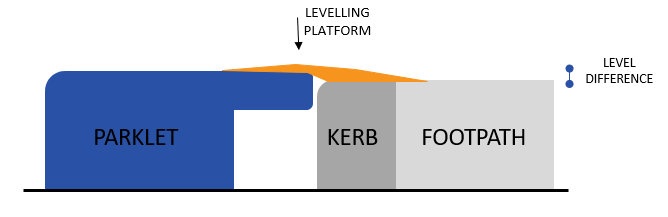 LEVELLING
PLATFORM
LEVEL
DIFFERENCE
PARKLET
KERB
FOOTPATH